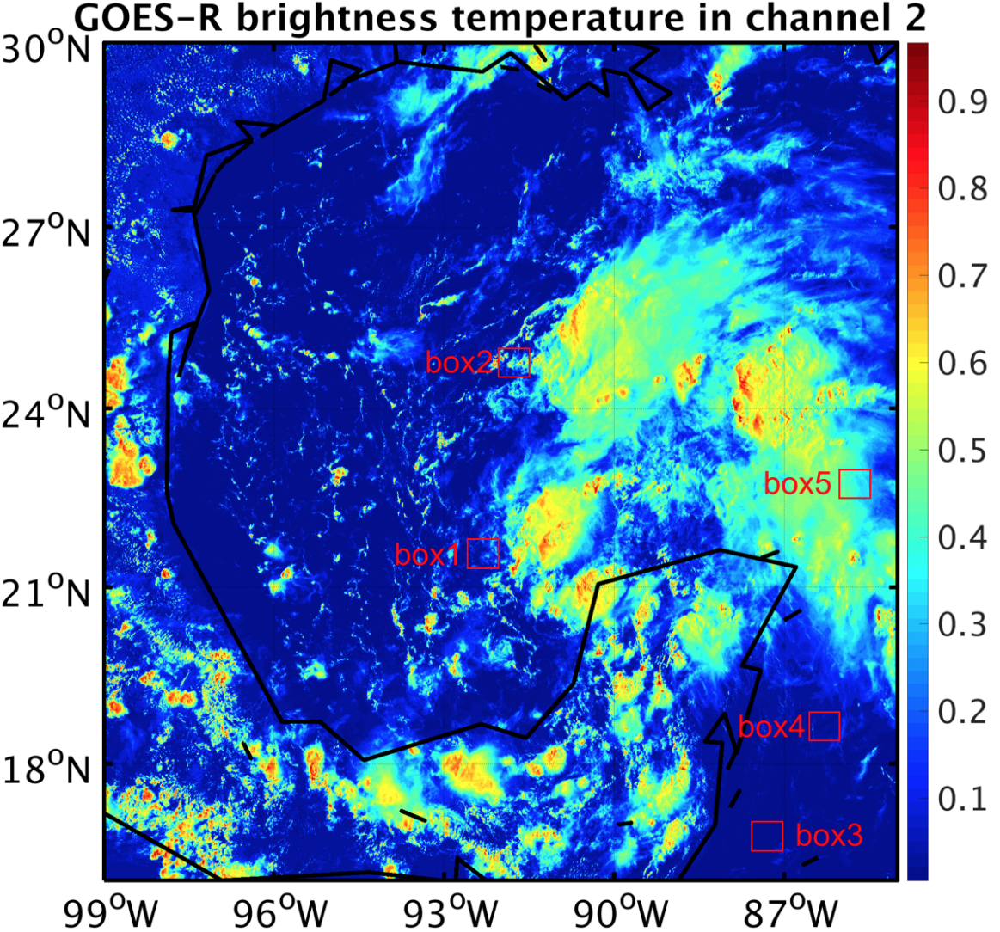 GOES-R brightness temperature in channel 2
30°N
27°N
24°N
21°N
18°N
box2
box5
box1
box4
box3
99°W 96°W 93°W 90°W 87°W
0.9
0.8
0.7
0.6
0.5
0.4
0.3
0.2
0.1